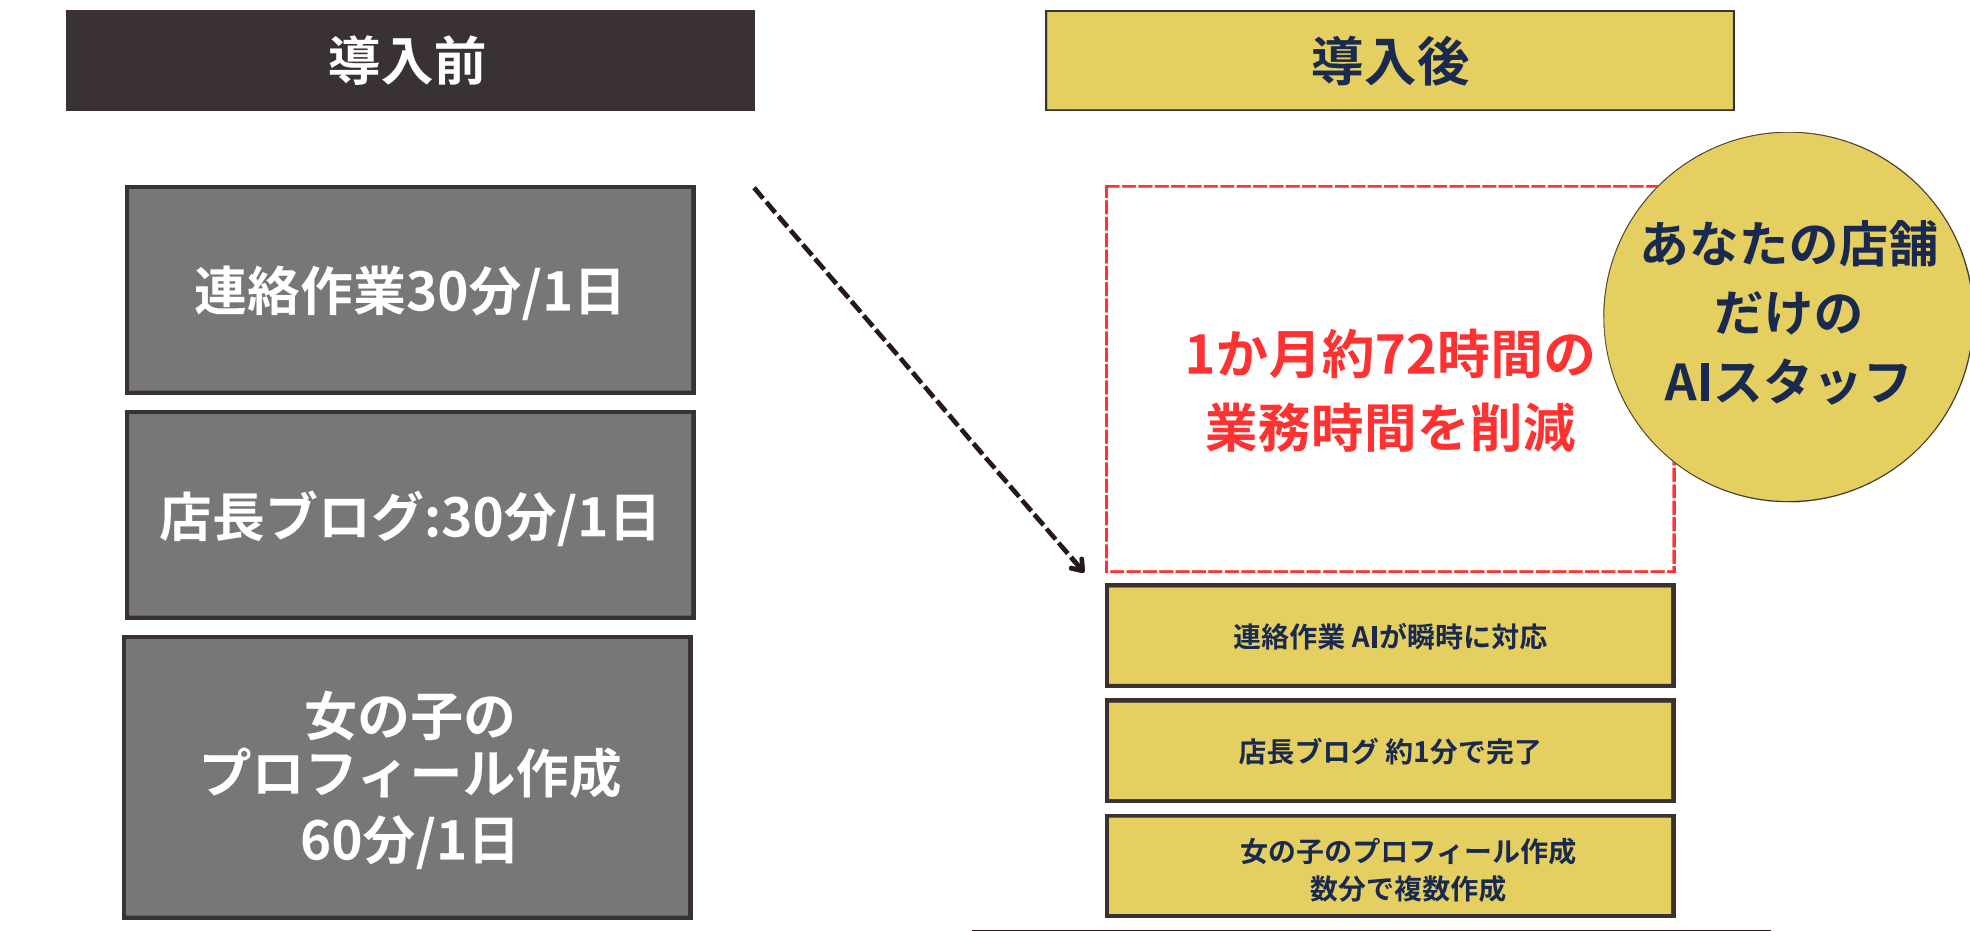 導入前
連絡作業30分/1日
店長ブログ:30分/1日
女の子の
プロフィール作成
60分/1日
導入後
あなたの店舗
だけの
AIスタッフ
1か月約72時間の
業務時間を削減
連絡作業 AIが瞬時に対応
店長ブログ 約1分で完了
女の子のプロフィール作成
数分で複数作成